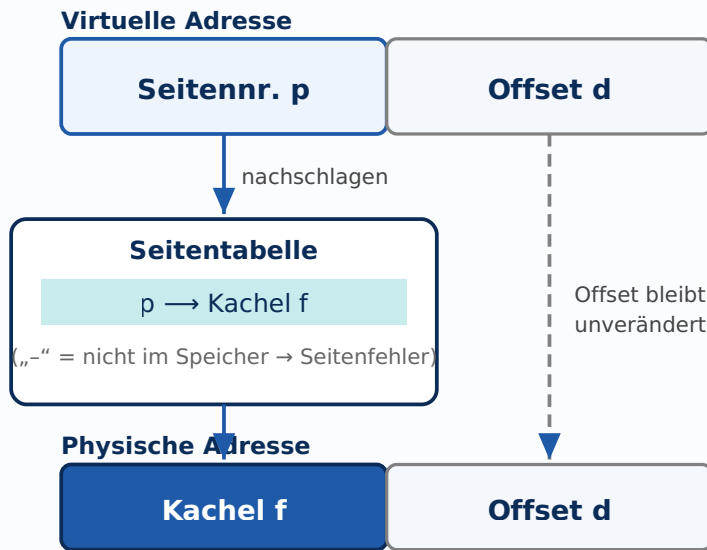 Virtuelle Adresse
Seitennr. p
Offset d
nachschlagen
Seitentabelle
p ⟶ Kachel f
(„–“ = nicht im Speicher → Seitenfehler)
Offset bleibt
unverändert
Physische Adresse
Kachel f
Offset d